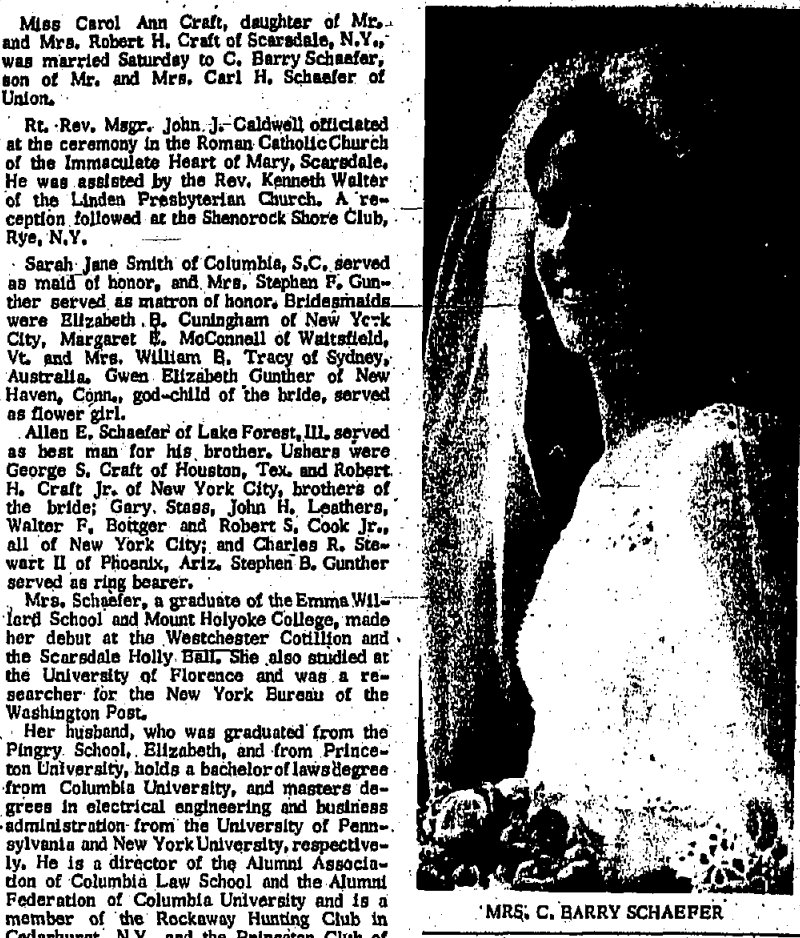 Miss Carol Ann Craft, daughter of Mr.
and Mrs. Robert H. Craft of Scarsdale, N.Y.,
was married Saturday to C. Barry Schaefer,
son of Mr. and Mrs. Carl H. Schaefer of
Union.
Rt. Rev. Msgr. John J. Caldwell officiated
at the ceremony in the Roman Catholic Church
of the Immaculate Heart of Mary, Scarsdale.
He was assisted by the Rev. Kenneth Walter
of the Linden Presbyterian Church. A re-
ception followed at the Shenorock Shore Club,
Rye, N.Y.
Sarah Jane Smith of Columbia, S.C. served
as maid of honor, and Mrs. Stephen F. Gun-
ther served as matron of honor. Bridesmaids
were Elizabeth B. Cuningham of New York
City, Margaret E. McConnell of Waitsfield,
Vt. and Mrs. William B. Tracy of Sydney,
Australia. Gwen Elizabeth Gunther of New
Haven, Conn., god-child of the bride, served
as flower girl.
Allen E. Schaefer of Lake Forest, Ill. served
as best man for his brother. Ushers were
George S. Craft of Houston, Tex. and Robert
H. Craft Jr. of New York City, brothers of
the bride; Gary Stass, John H. Leathers,
Walter F. Bottger and Robert S. Cook Jr.,
all of New York City; and Charles R. Ste-
wart II of Phoenix, Ariz. Stephen B. Gunther
served as ring bearer.
Mrs. Schaefer, a graduate of the Emma Wil-
lard School and Mount Holyoke College, made
her debut at the Westchester Cotillion and
the Scarsdale Holly Ball. She also studied at
the University of Florence and was a re-
searcher for the New York Bureau of the
Washington Post.
Her husband, who was graduated from the
Pingry School, Elizabeth, and from Prince-
ton University, holds a bachelor of laws degree
from Columbia University, and masters de-
grees in electrical engineering and business
administration from the University of Penn-
sylvania and New York University, respective-
ly. He is a director of the Alumni Associa-
tion of Columbia Law School and the Alumni
Federation of Columbia University and is a
member of the Rockaway Hunting Club in
Cedarhurst, N.Y. and the Princeton Club of
MRS. C. BARRY SCHAEFER